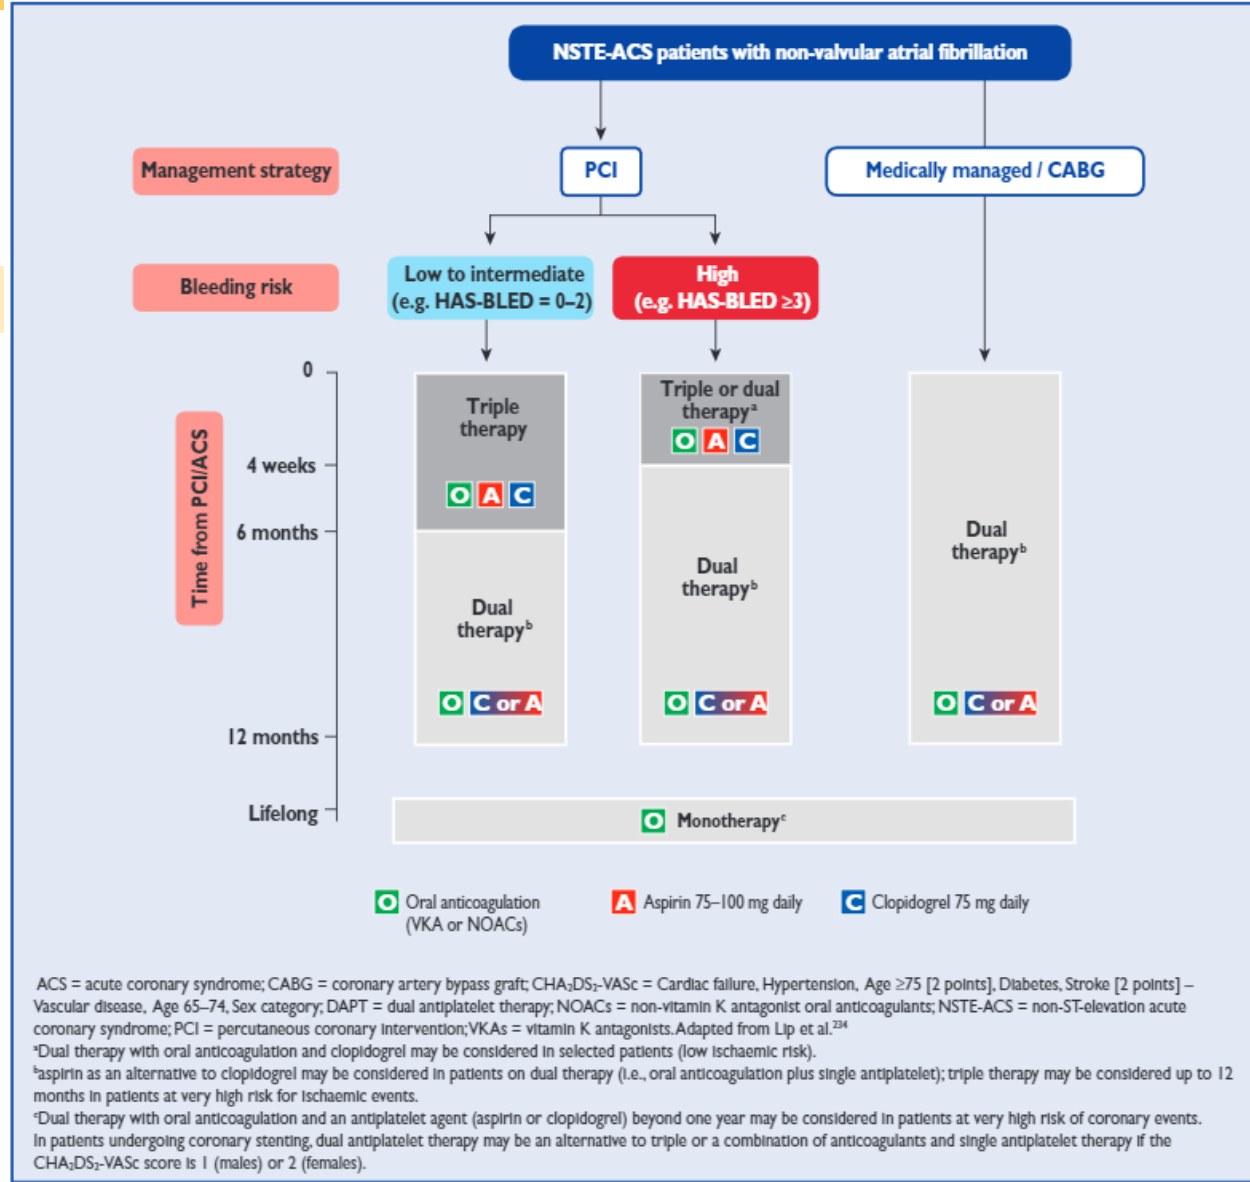 NSTE-ACS patients with non-valvular atrial fibrillation
Management strategy
PCI
Medically managed / CABG
Bleeding risk
Low to intermediate
(e.g. HAS-BLED = 0–2)
High
(e.g. HAS-BLED ≥3)
Time from PCI/ACS
0
4 weeks
6 months
12 months
Lifelong
Triple
therapy
O A C
Dual
therapyᵇ
O C or A
Triple or dual
therapyᵃ
O A C
Dual
therapyᵇ
O C or A
Dual
therapyᵇ
O C or A
O Monotherapyᶜ
O Oral anticoagulation
(VKA or NOACs)
A Aspirin 75–100 mg daily
C Clopidogrel 75 mg daily
ACS = acute coronary syndrome; CABG = coronary artery bypass graft; CHA₂DS₂-VASc = Cardiac failure, Hypertension, Age ≥75 [2 points], Diabetes, Stroke [2 points] –
Vascular disease, Age 65–74, Sex category; DAPT = dual antiplatelet therapy; NOACs = non-vitamin K antagonist oral anticoagulants; NSTE-ACS = non-ST-elevation acute
coronary syndrome; PCI = percutaneous coronary intervention; VKAs = vitamin K antagonists. Adapted from Lip et al.²³⁴
ᵃDual therapy with oral anticoagulation and clopidogrel may be considered in selected patients (low ischaemic risk).
ᵇaspirin as an alternative to clopidogrel may be considered in patients on dual therapy (i.e., oral anticoagulation plus single antiplatelet); triple therapy may be considered up to 12
months in patients at very high risk for ischaemic events.
ᶜDual therapy with oral anticoagulation and an antiplatelet agent (aspirin or clopidogrel) beyond one year may be considered in patients at very high risk of coronary events.
In patients undergoing coronary stenting, dual antiplatelet therapy may be an alternative to triple or a combination of anticoagulants and single antiplatelet therapy if the
CHA₂DS₂-VASc score is 1 (males) or 2 (females).